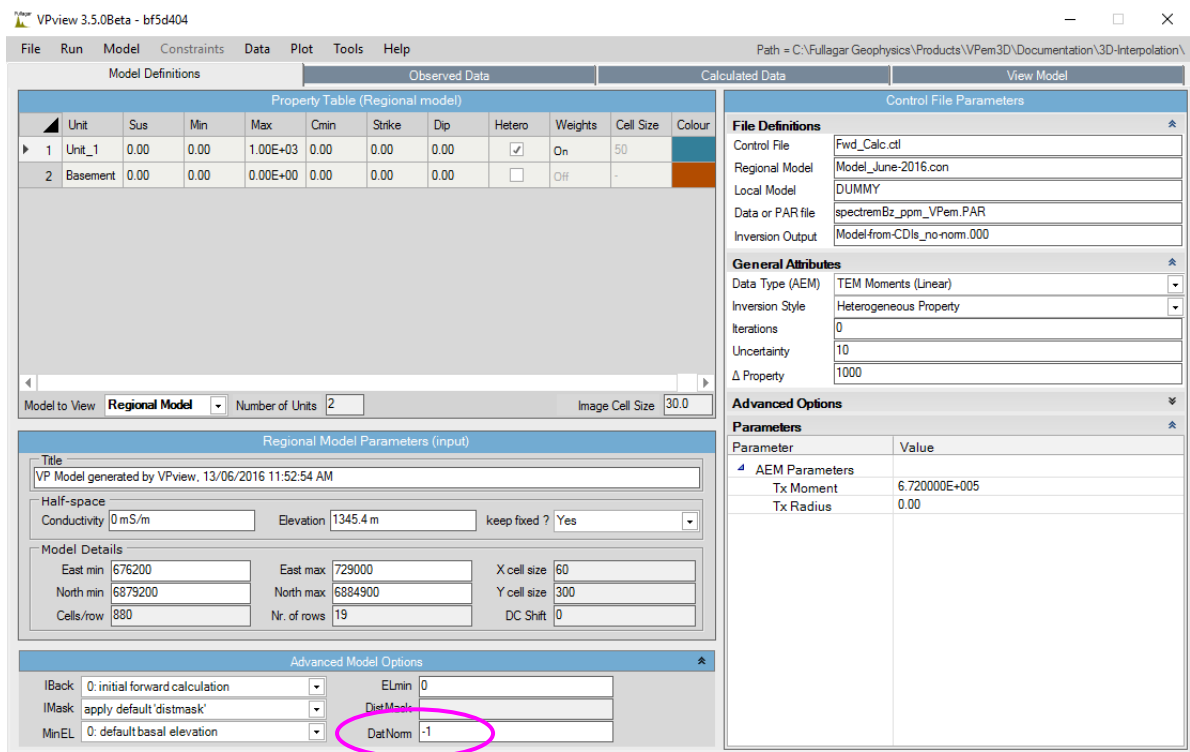 VPview 3.5.0Beta - bf5d404
File Run Model Constraints Data Plot Tools Help Path = C:\Fullagar Geophysics\Products\VPem3D\Documentation\3D-Interpolation\
Model Definitions Observed Data Calculated Data View Model
Property Table (Regional model)
Unit Sus Min Max Cmin Strike Dip Hetero Weights Cell Size Colour
1 Unit_1 0.00 0.00 1.00E+03 0.00 0.00 0.00 On 50
2 Basement 0.00 0.00 0.00E+00 0.00 0.00 0.00 Off -
Model to View Regional Model Number of Units 2 Image Cell Size 30.0
Regional Model Parameters (input)
Title
VP Model generated by VPview, 13/06/2016 11:52:54 AM
Half-space
Conductivity 0 mS/m Elevation 1345.4 m keep fixed ? Yes
Model Details
East min 676200 East max 729000 X cell size 60
North min 6879200 North max 6884900 Y cell size 300
Cells/row 880 Nr. of rows 19 DC Shift 0
Advanced Model Options
IBack 0: initial forward calculation ELmin 0
IMask apply default 'distmask' DistMask
MinEL 0: default basal elevation DatNorm -1
Control File Parameters
File Definitions
Control File Fwd_Calc.ctl
Regional Model Model_June-2016.con
Local Model DUMMY
Data or PAR file spectremBz_ppm_VPem.PAR
Inversion Output Model-from-CDIs_no-norm.000
General Attributes
Data Type (AEM) TEM Moments (Linear)
Inversion Style Heterogeneous Property
Iterations 0
Uncertainty 10
Δ Property 1000
Advanced Options
Parameters
Parameter Value
AEM Parameters
Tx Moment 6.720000E+005
Tx Radius 0.00